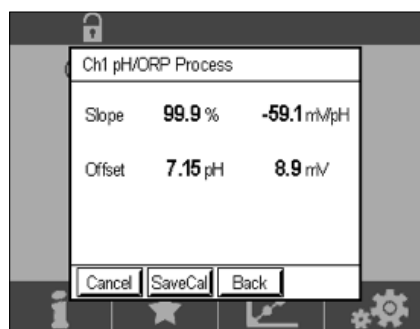 Ch1 pH/ORP Process
Slope 99.9 % -59.1 mV/pH
Offset 7.15 pH 8.9 mV
Cancel SaveCal Back